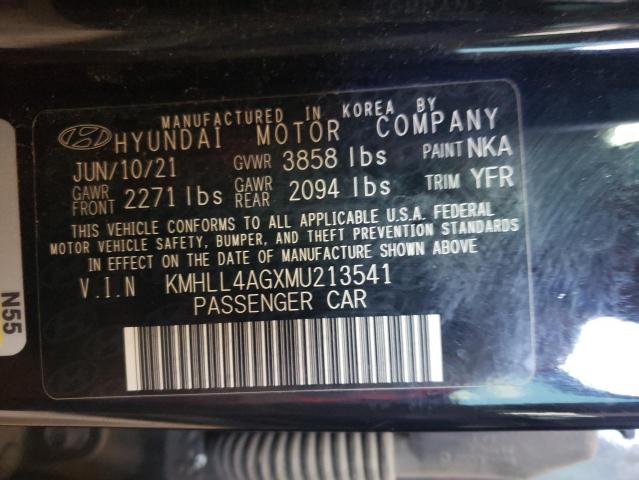 MANUFACTURED IN KOREA BY
HYUNDAI MOTOR COMPANY
JUN/10/21 GVWR 3858 lbs PAINT NKA
GAWR FRONT 2271 lbs GAWR REAR 2094 lbs TRIM YFR
THIS VEHICLE CONFORMS TO ALL APPLICABLE U.S.A. FEDERAL
MOTOR VEHICLE SAFETY, BUMPER, AND THEFT PREVENTION STANDARDS
IN EFFECT ON THE DATE OF MANUFACTURE SHOWN ABOVE
V.I.N KMHLL4AGXMU213541
PASSENGER CAR
N55